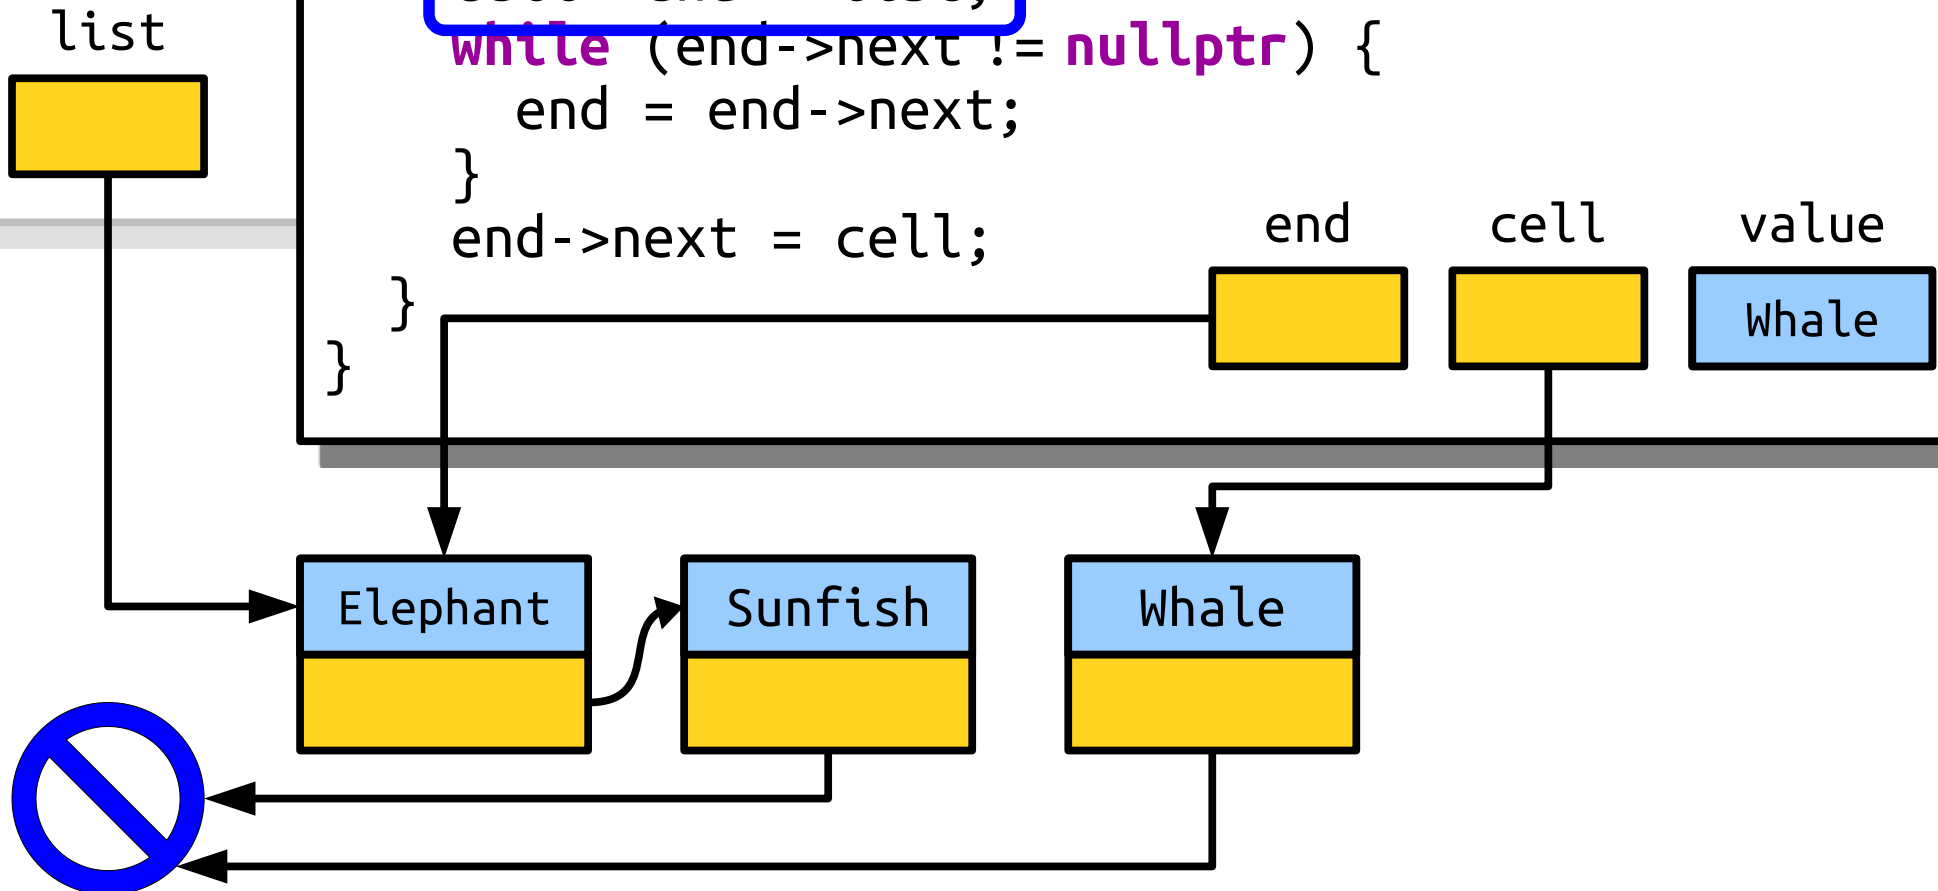 list
while (end->next != nullptr) {
end = end->next;
}
end->next = cell;
}
}
end cell value
Whale
Elephant Sunfish Whale